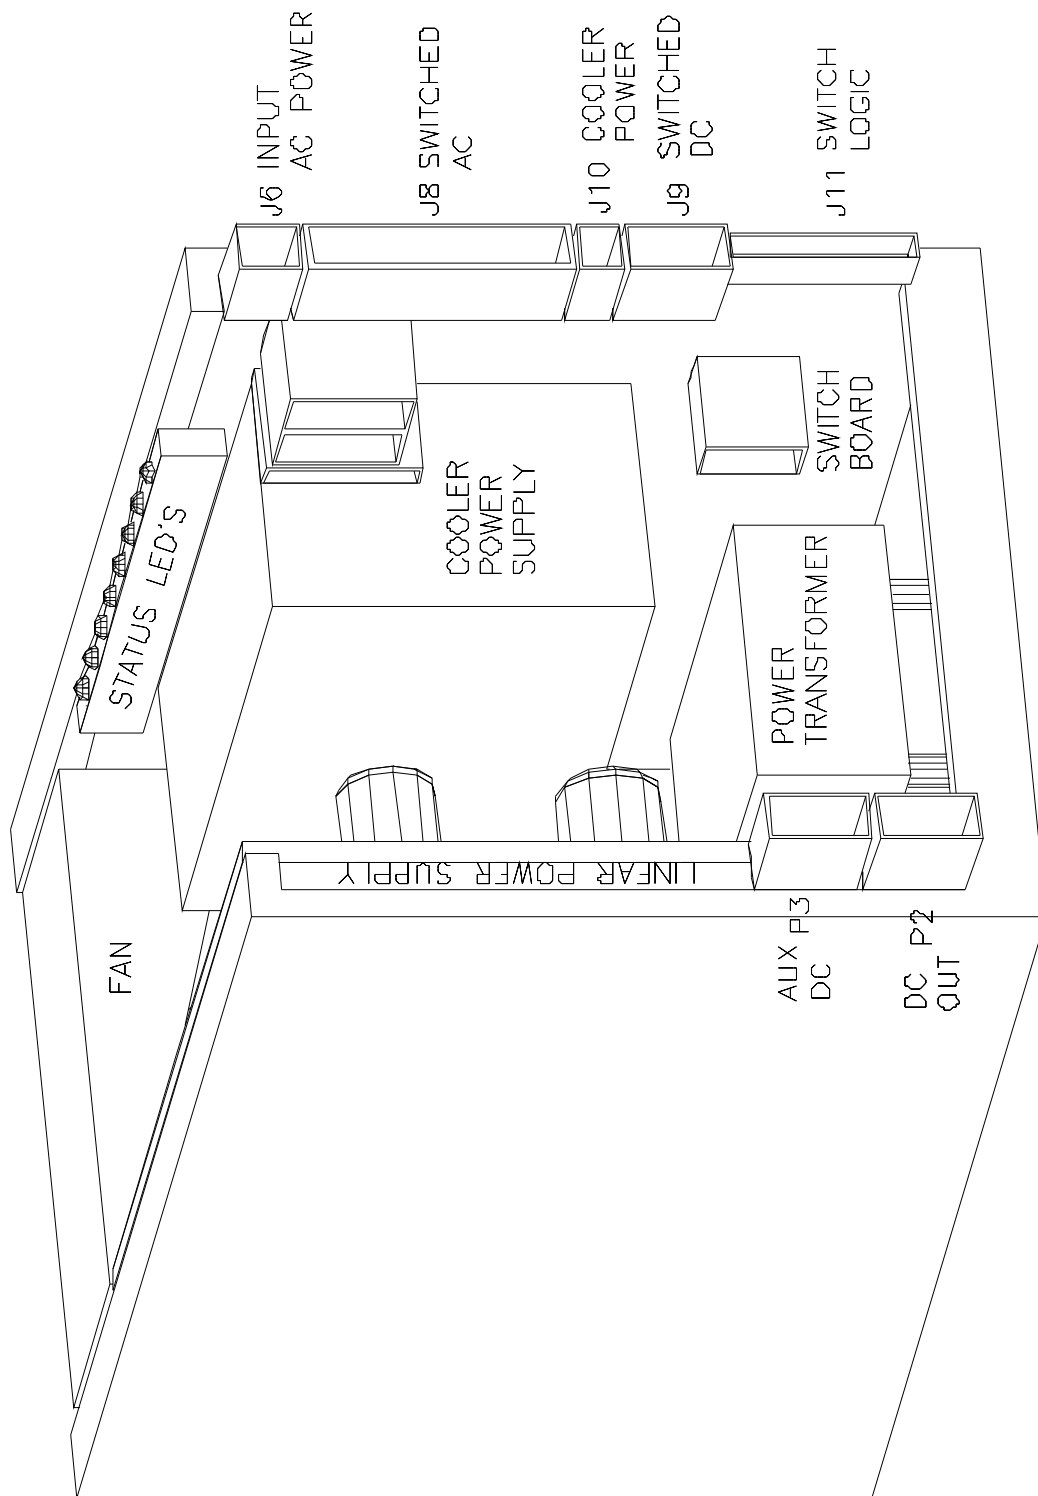 J6 INPUT
AC POWER
J8 SWITCHED
AC
J10 COOLER
POWER
J9 SWITCHED
DC
J11 SWITCH
LOGIC
STATUS LED'S
COOLER
POWER
SUPPLY
SWITCH
BOARD
POWER
TRANSFORMER
FAN
LINEAR POWER SUPPLY
AUX P3
DC
DC P2
OUT